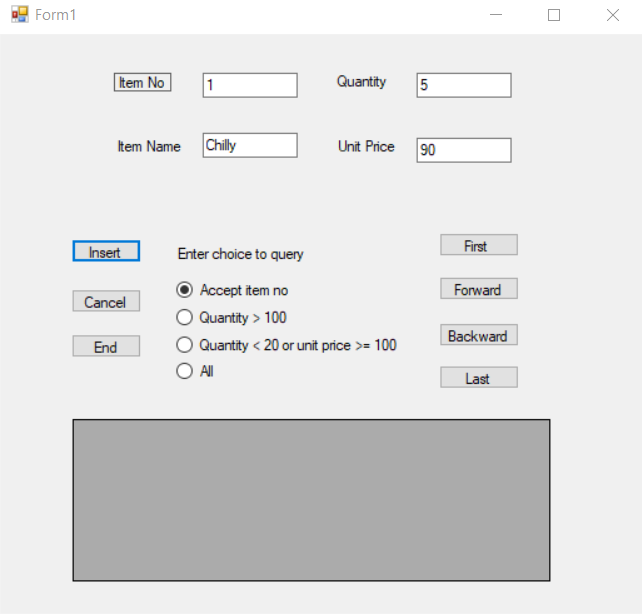 Form1
Item No 1 Quantity 5
Item Name Chilly Unit Price 90
Insert Enter choice to query First
Cancel Accept item no Forward
Quantity > 100
End Quantity < 20 or unit price >= 100 Backward
All Last